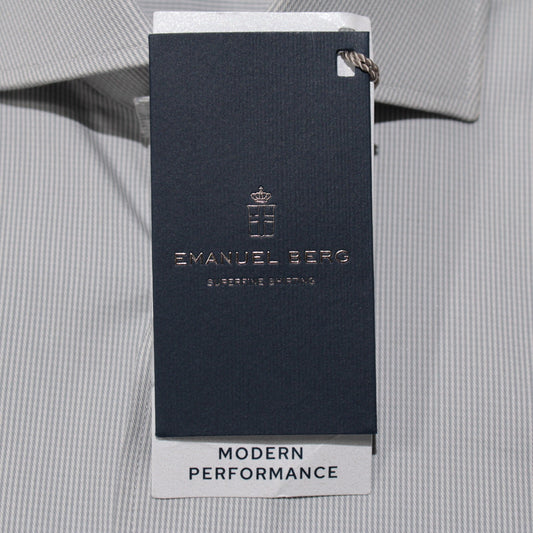 EMANUEL BERG
SUPERFINE SHIRTING
MODERN
PERFORMANCE